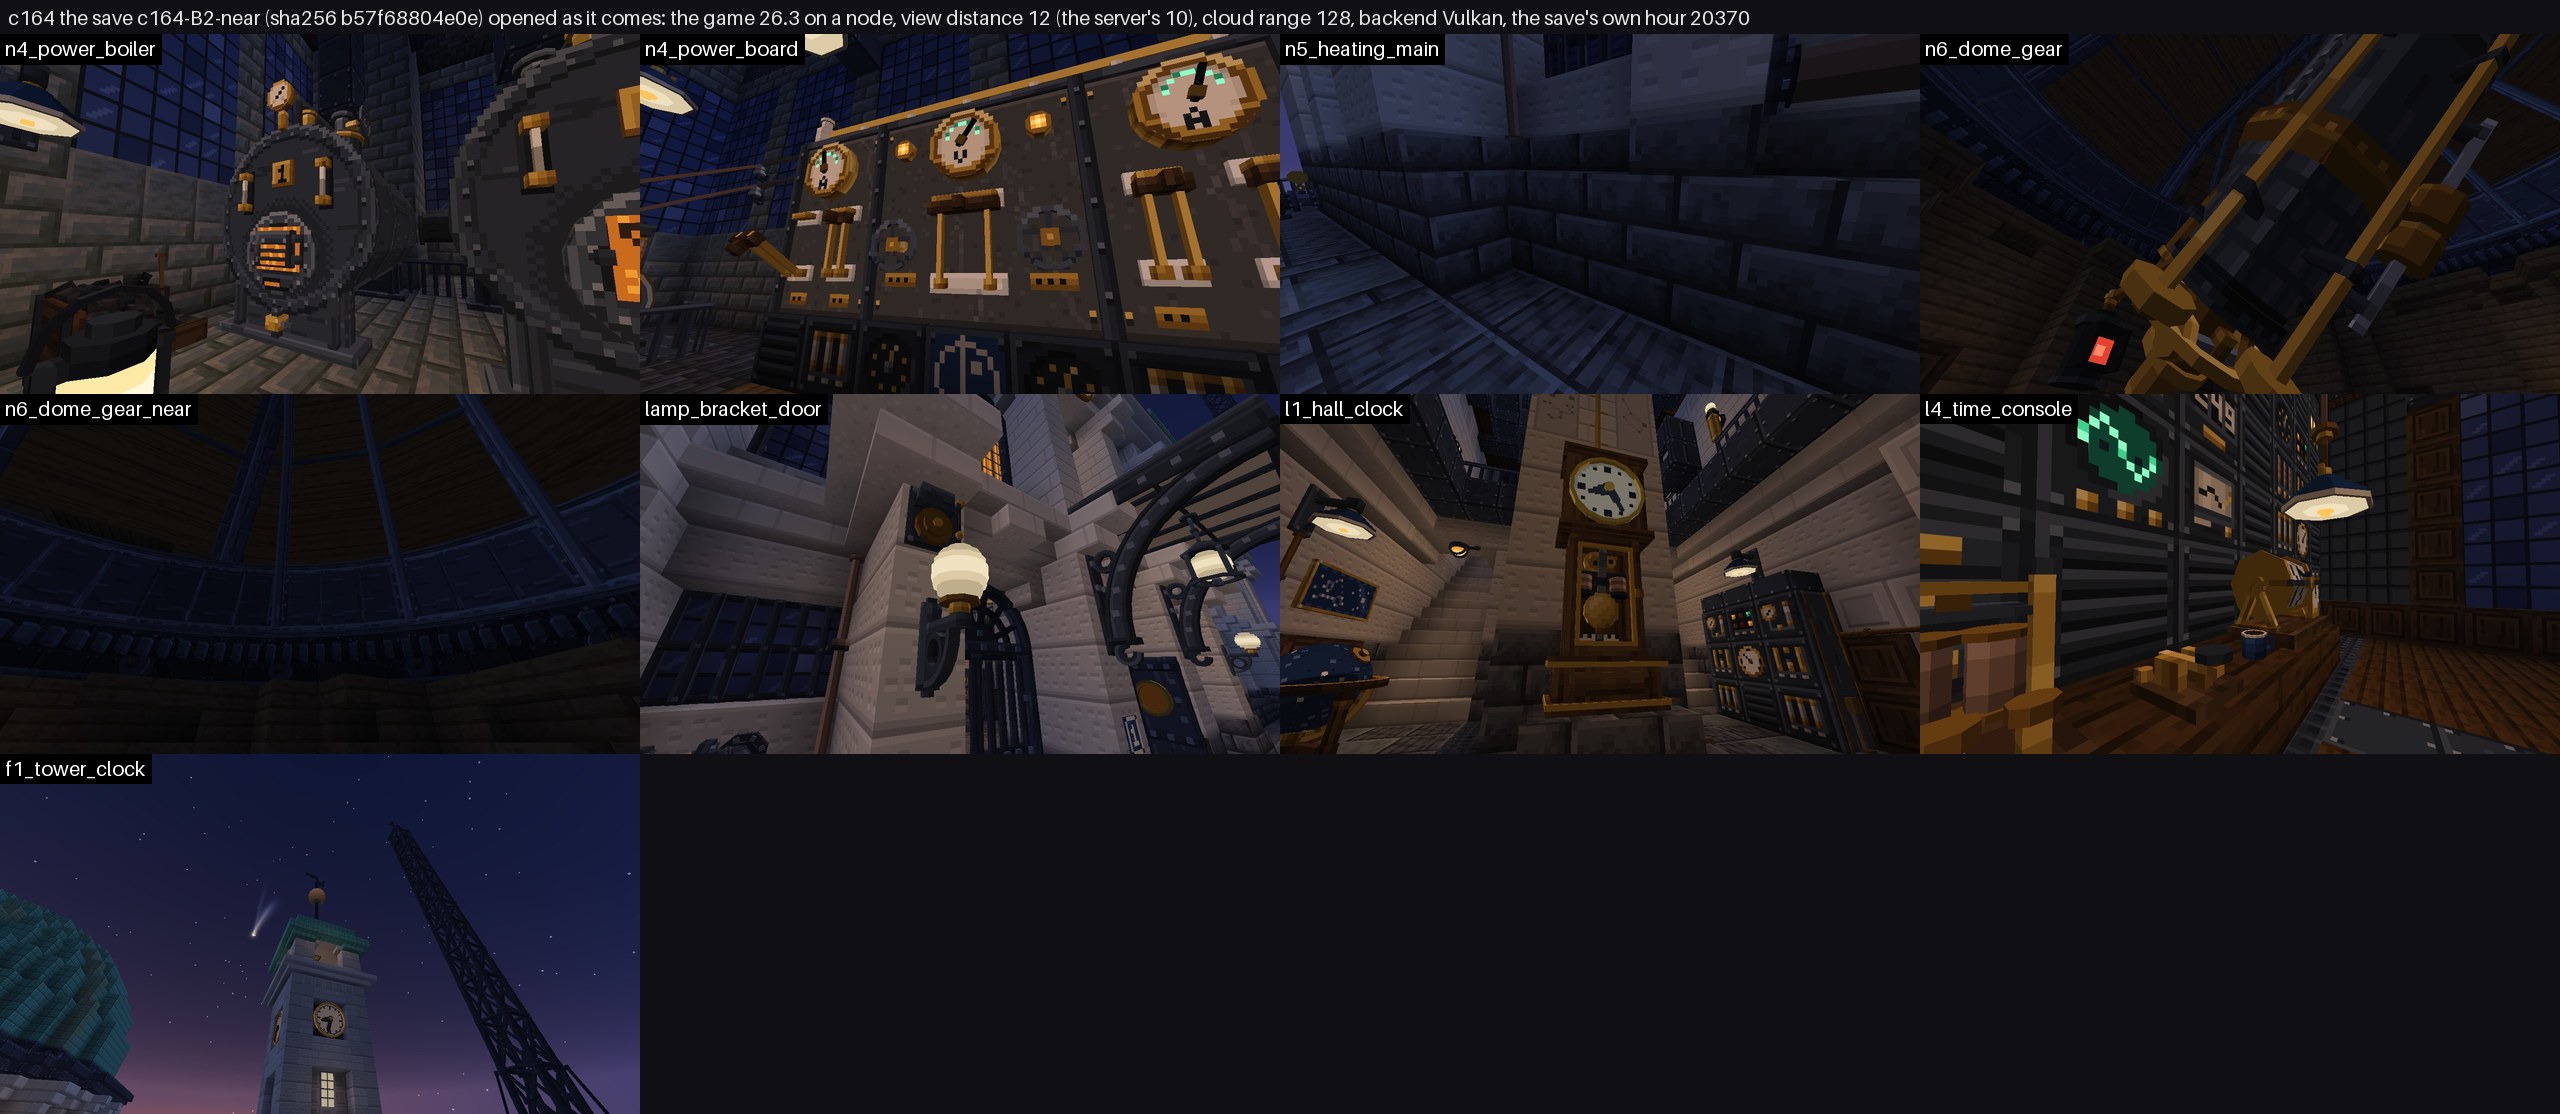 c164 the save c164-B2-near (sha256 b57f68804e0e) opened as it comes: the game 26.3 on a node, view distance 12 (the server's 10), cloud range 128, backend Vulkan, the save's own hour 20370
n4_power_boiler
n4_power_board
n5_heating_main
n6_dome_gear
1
A
V
A
n6_dome_gear_near
lamp_bracket_door
l1_hall_clock
l4_time_console
f1_tower_clock